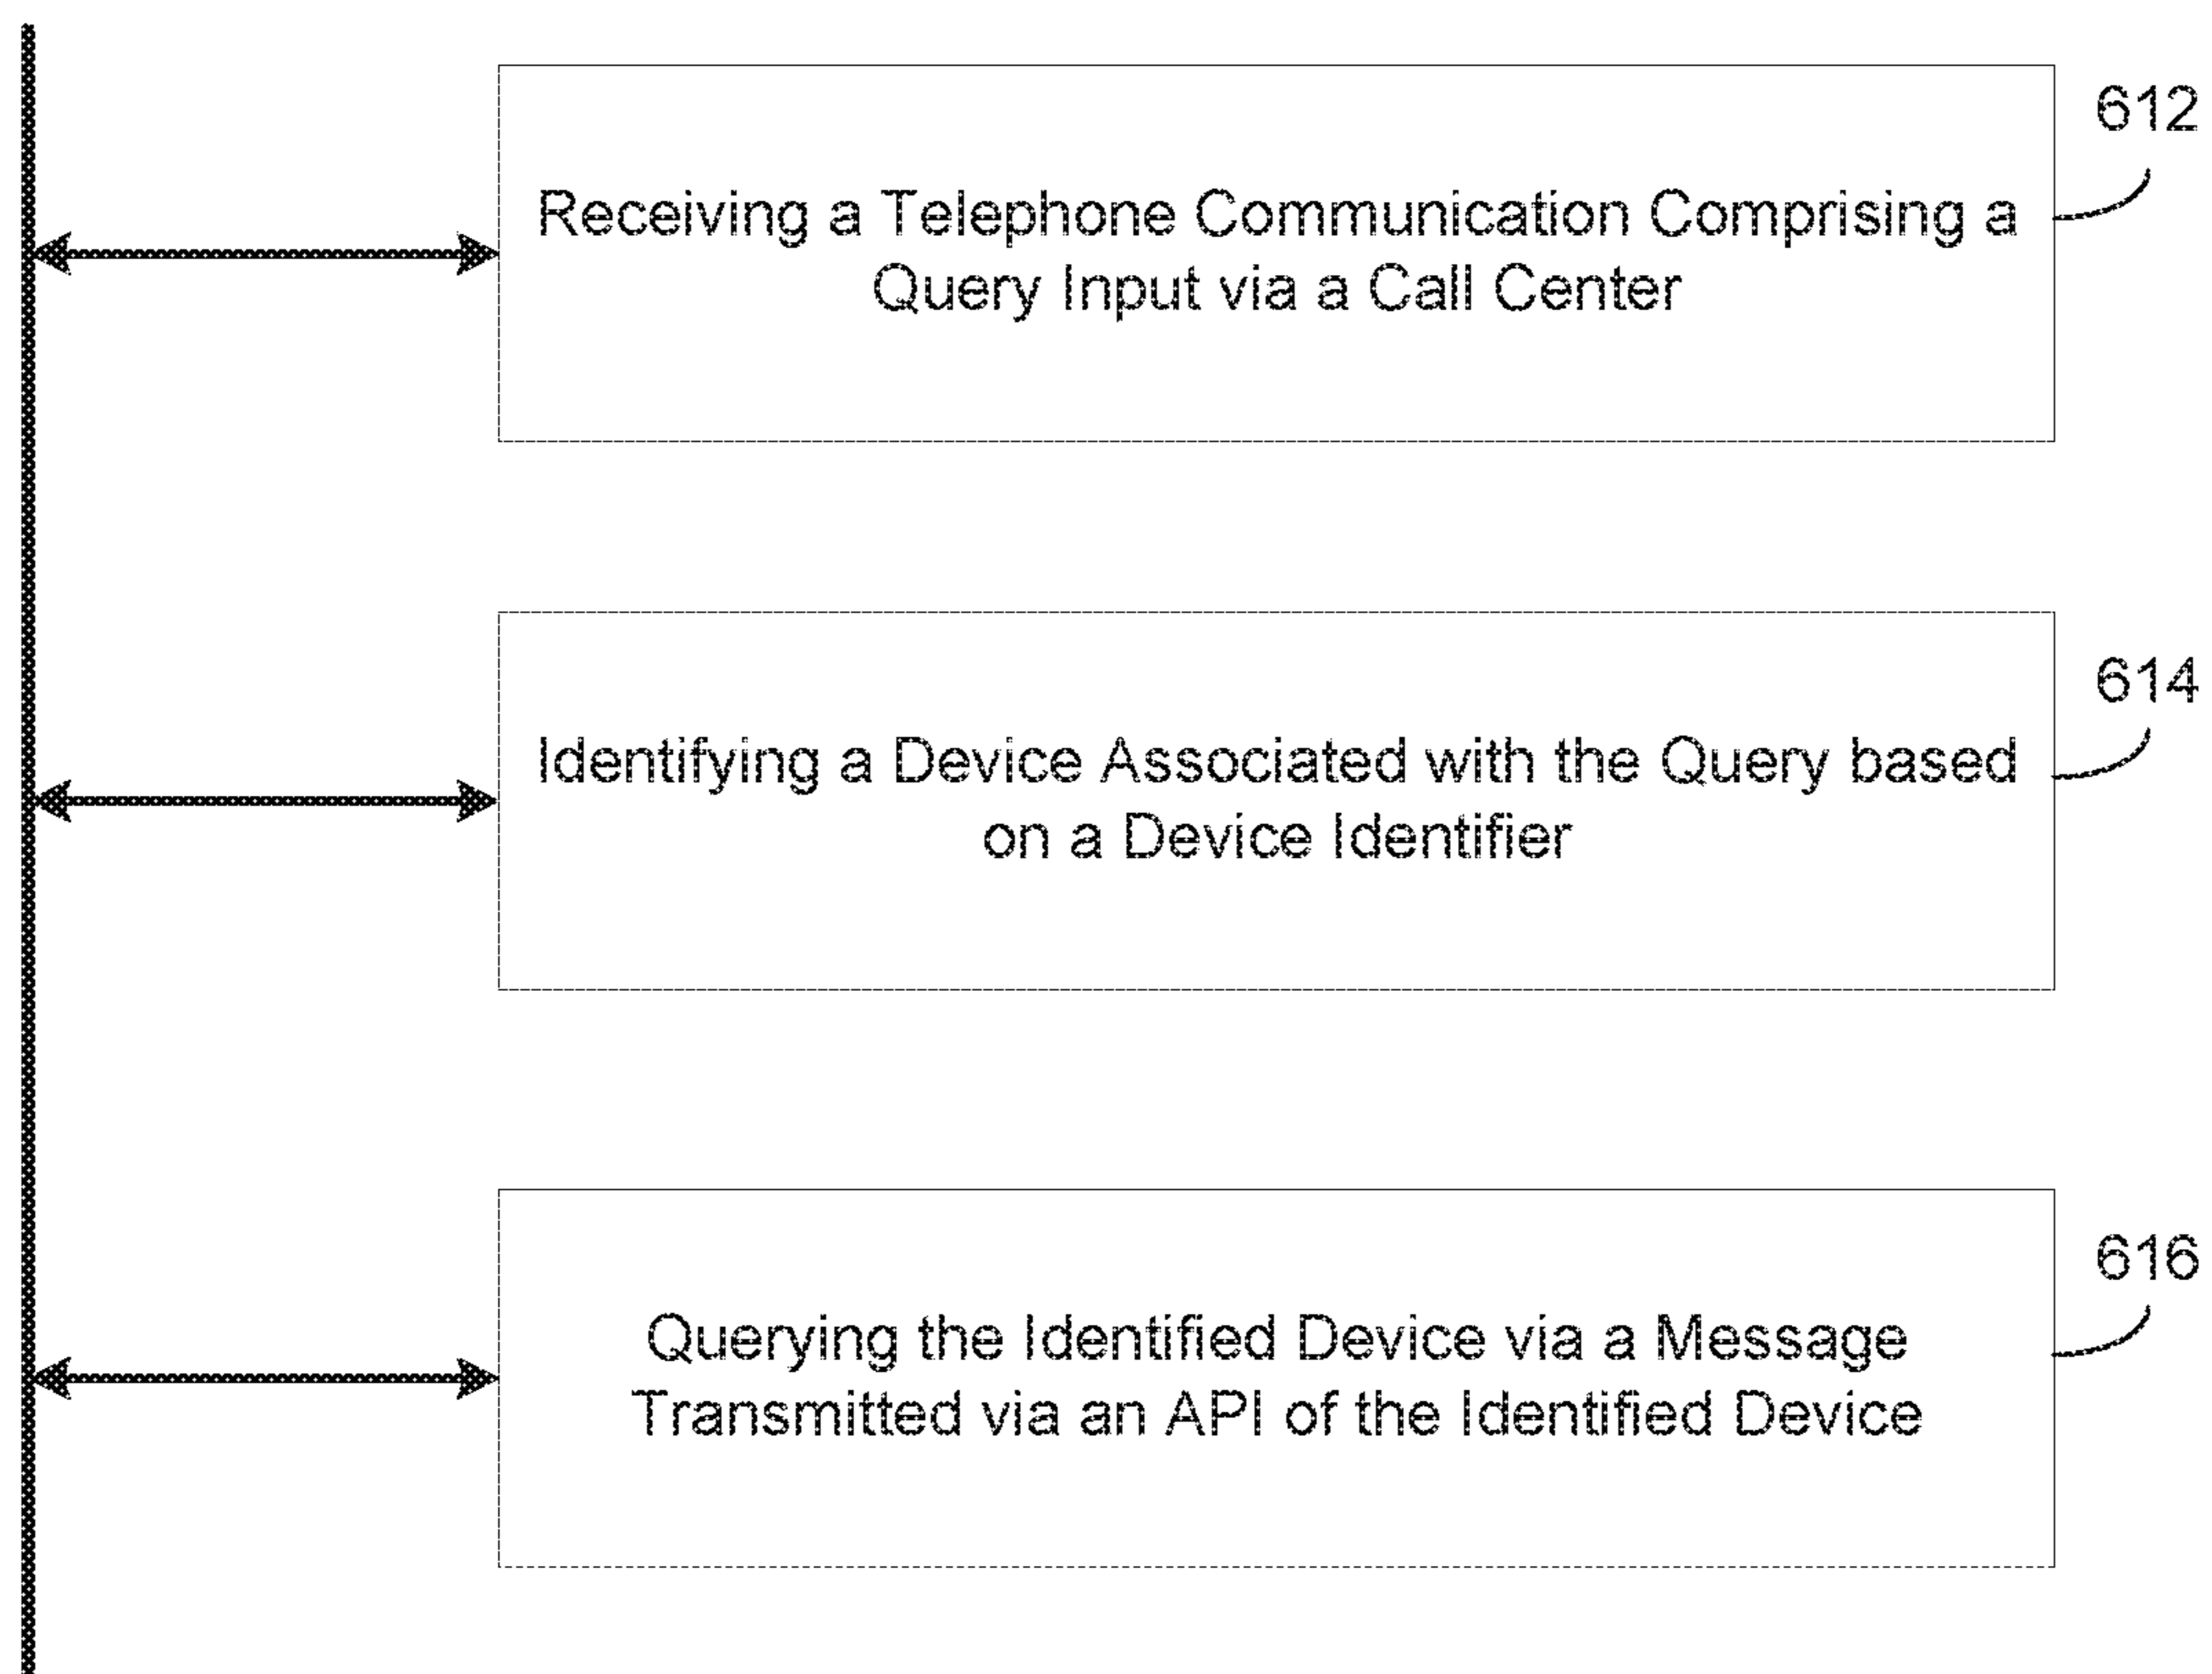 612
Receiving a Telephone Communication Comprising a
Query Input via a Call Center
614
Identifying a Device Associated with the Query based
on a Device Identifier
616
Querying the Identified Device via a Message
Transmitted via an API of the Identified Device